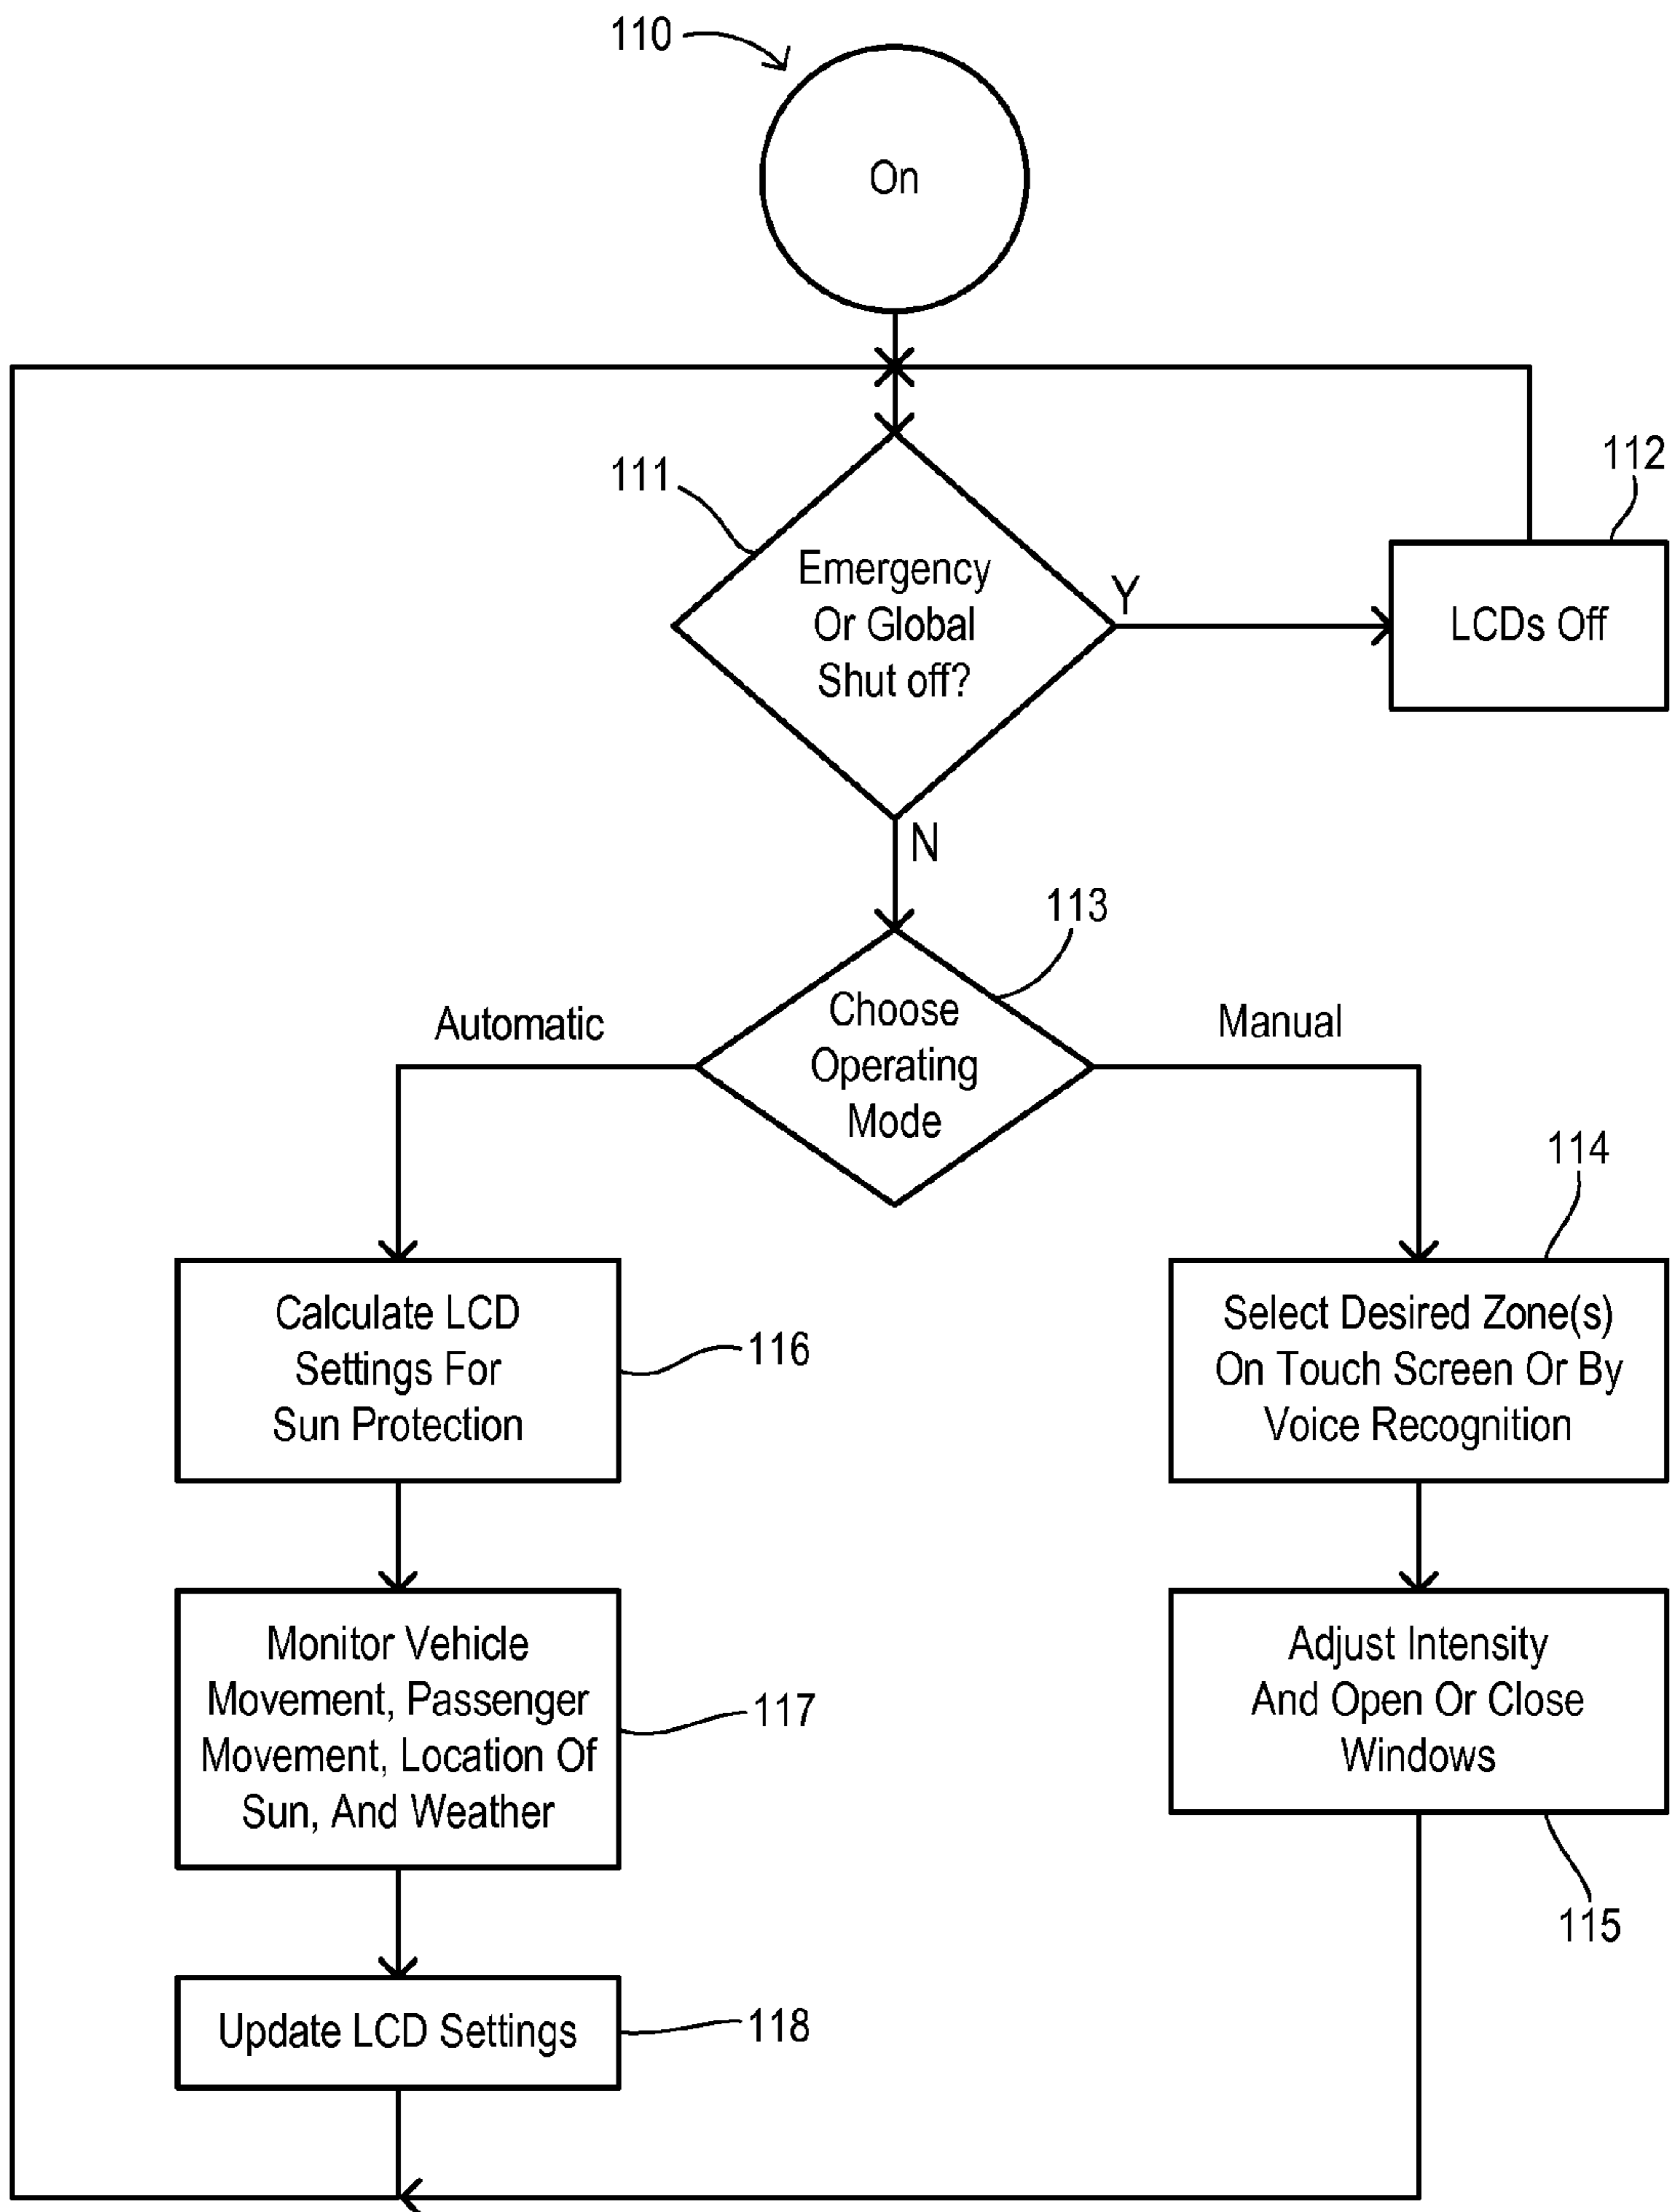 110
On
111
112
Emergency
Or Global
Shut off?
Y
LCDs Off
N
113
Automatic
Choose
Operating
Mode
Manual
114
Calculate LCD
Settings For
Sun Protection
116
Select Desired Zone(s)
On Touch Screen Or By
Voice Recognition
Monitor Vehicle
Movement, Passenger
Movement, Location Of
Sun, And Weather
117
Adjust Intensity
And Open Or Close
Windows
115
Update LCD Settings
118